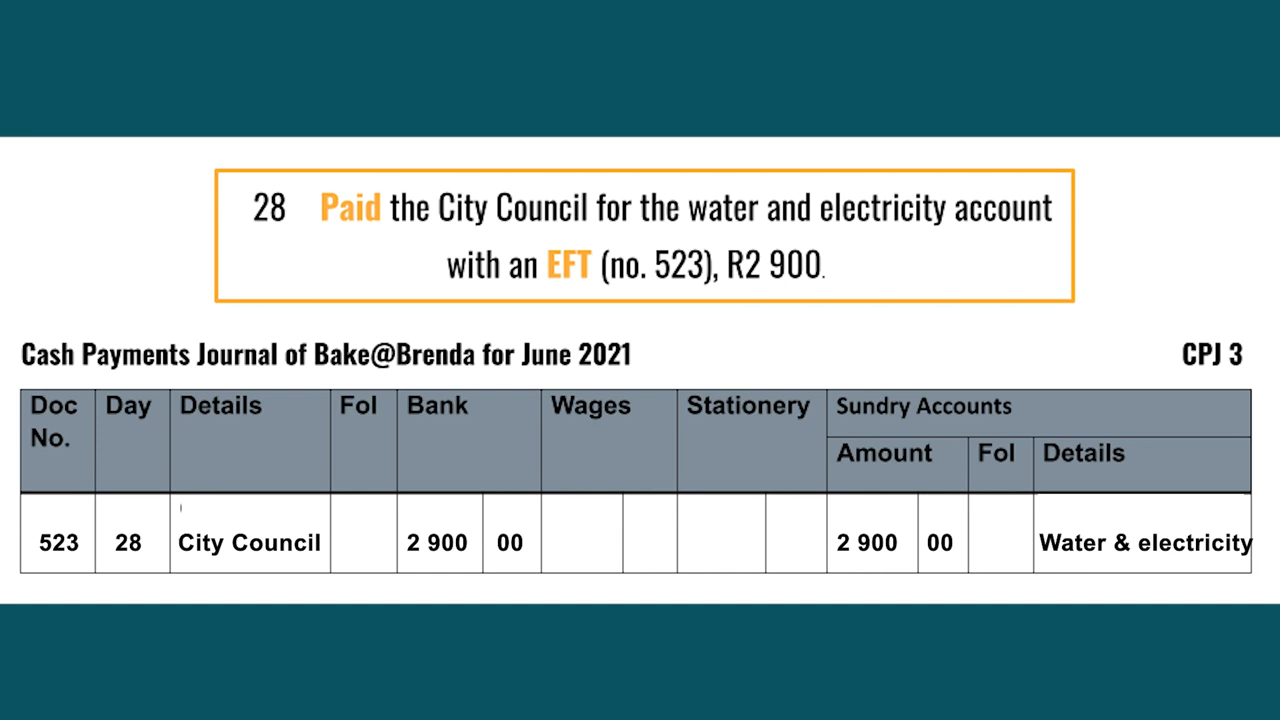 28 Paid the City Council for the water and electricity account
with an EFT (no. 523), R2 900.
Cash Payments Journal of Bake@Brenda for June 2021 CPJ 3
Doc No. Day Details Fol Bank Wages Stationery Sundry Accounts
Amount Fol Details
523 28 City Council 2 900 00 2 900 00 Water & electricity